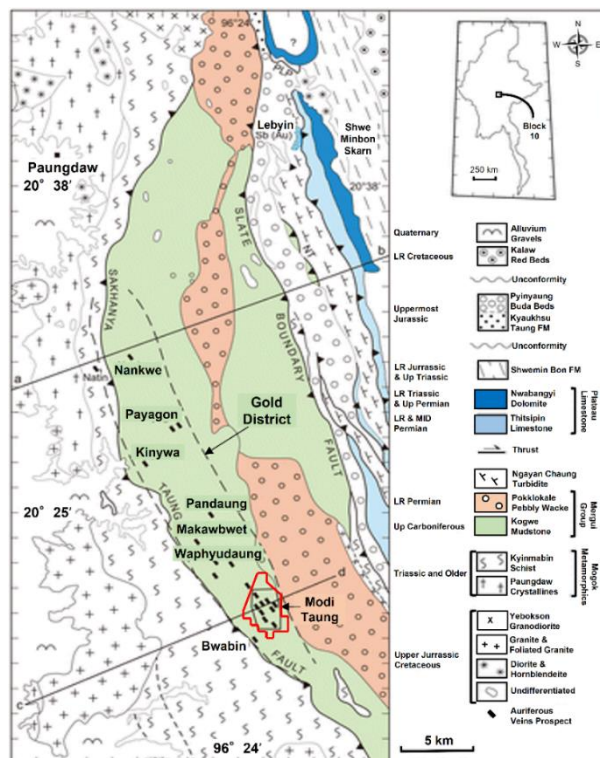 96° 24'
?
PLP
Lebyin
Sb (Au)
Shwe
Minbon
Skarn
Paungdaw
20° 38'
20° 38'
SLATE
BOUNDARY
FAULT
NT
b
SAKHANYA
TAUNG
FAULT
a
Natin
Nankwe
Payagon
Gold
District
Kinywa
20° 25'
Pandaung
Makawbwet
Waphyudaung
d
Modi
Taung
Bwabin
c
96° 24'
N
W
E
S
Block
10
250 km
Quaternary
Alluvium
Gravels
LR Cretaceous
Kalaw
Red Beds
Unconformity
Uppermost
Jurassic
Pyinyaung
Buda Beds
Kyaukhsu
Taung FM
Unconformity
LR Jurrassic
& Up Triassic
Shwemin Bon FM
LR Triassic
& Up Permian
Nwabangyi
Dolomite
LR & MID
Permian
Thitsipin
Limestone
Plateau
Limestone
Thrust
Ngayan Chaung
Turbidite
LR Permian
Pokklokale
Pebbly Wacke
Up Carboniferous
Kogwe
Mudstone
Mergui
Group
Triassic and Older
Kyinmabin
Schist
Paungdaw
Crystallines
Mogok
Metamorphics
Upper Jurrassic
Cretaceous
Yebokson
Granodiorite
Granite &
Foliated Granite
Diorite &
Hornblendeite
Undifferentiated
Auriferous
Veins Prospect
5 km